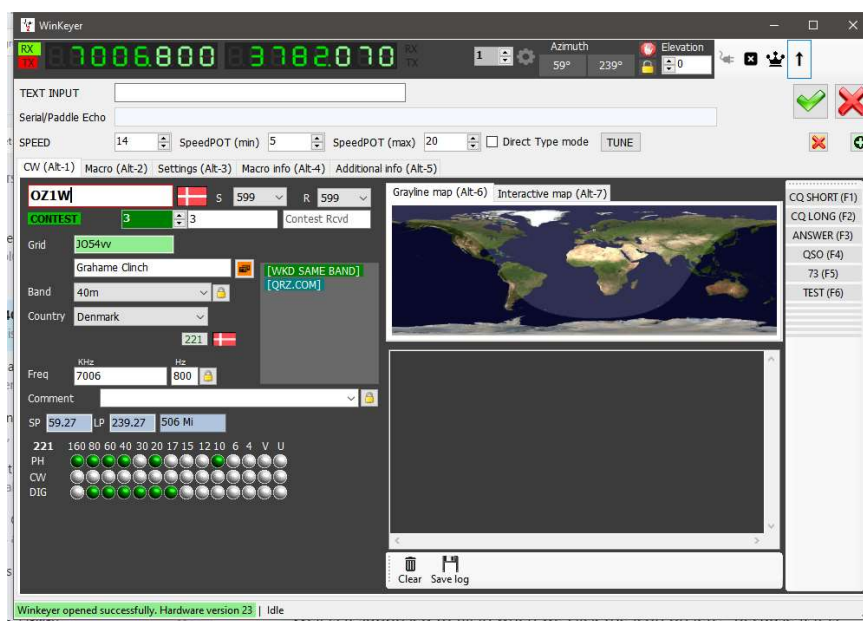 WinKeyer
RX TX 7006.800 3782.070 RX TX 1 Azimuth 59° 239° Elevation 0
TEXT INPUT
Serial/Paddle Echo
SPEED 14 SpeedPOT (min) 5 SpeedPOT (max) 20 Direct Type mode TUNE
CW (Alt-1) Macro (Alt-2) Settings (Alt-3) Macro info (Alt-4) Additional info (Alt-5)
OZ1W S 599 R 599
CONTEST 3 3 Contest Rcvd
Grid JO54vv
Grahame Clinch
[WKD SAME BAND]
[QRZ.COM]
Band 40m
Country Denmark
221
KHz Hz
Freq 7006 800
Comment
SP 59.27 LP 239.27 506 Mi
221 160 80 60 40 30 20 17 15 12 10 6 4 V U
PH
CW
DIG
Grayline map (Alt-6) Interactive map (Alt-7)
Clear Save log
CQ SHORT (F1)
CQ LONG (F2)
ANSWER (F3)
QSO (F4)
73 (F5)
TEST (F6)
Winkeyer opened successfully. Hardware version 23 | Idle